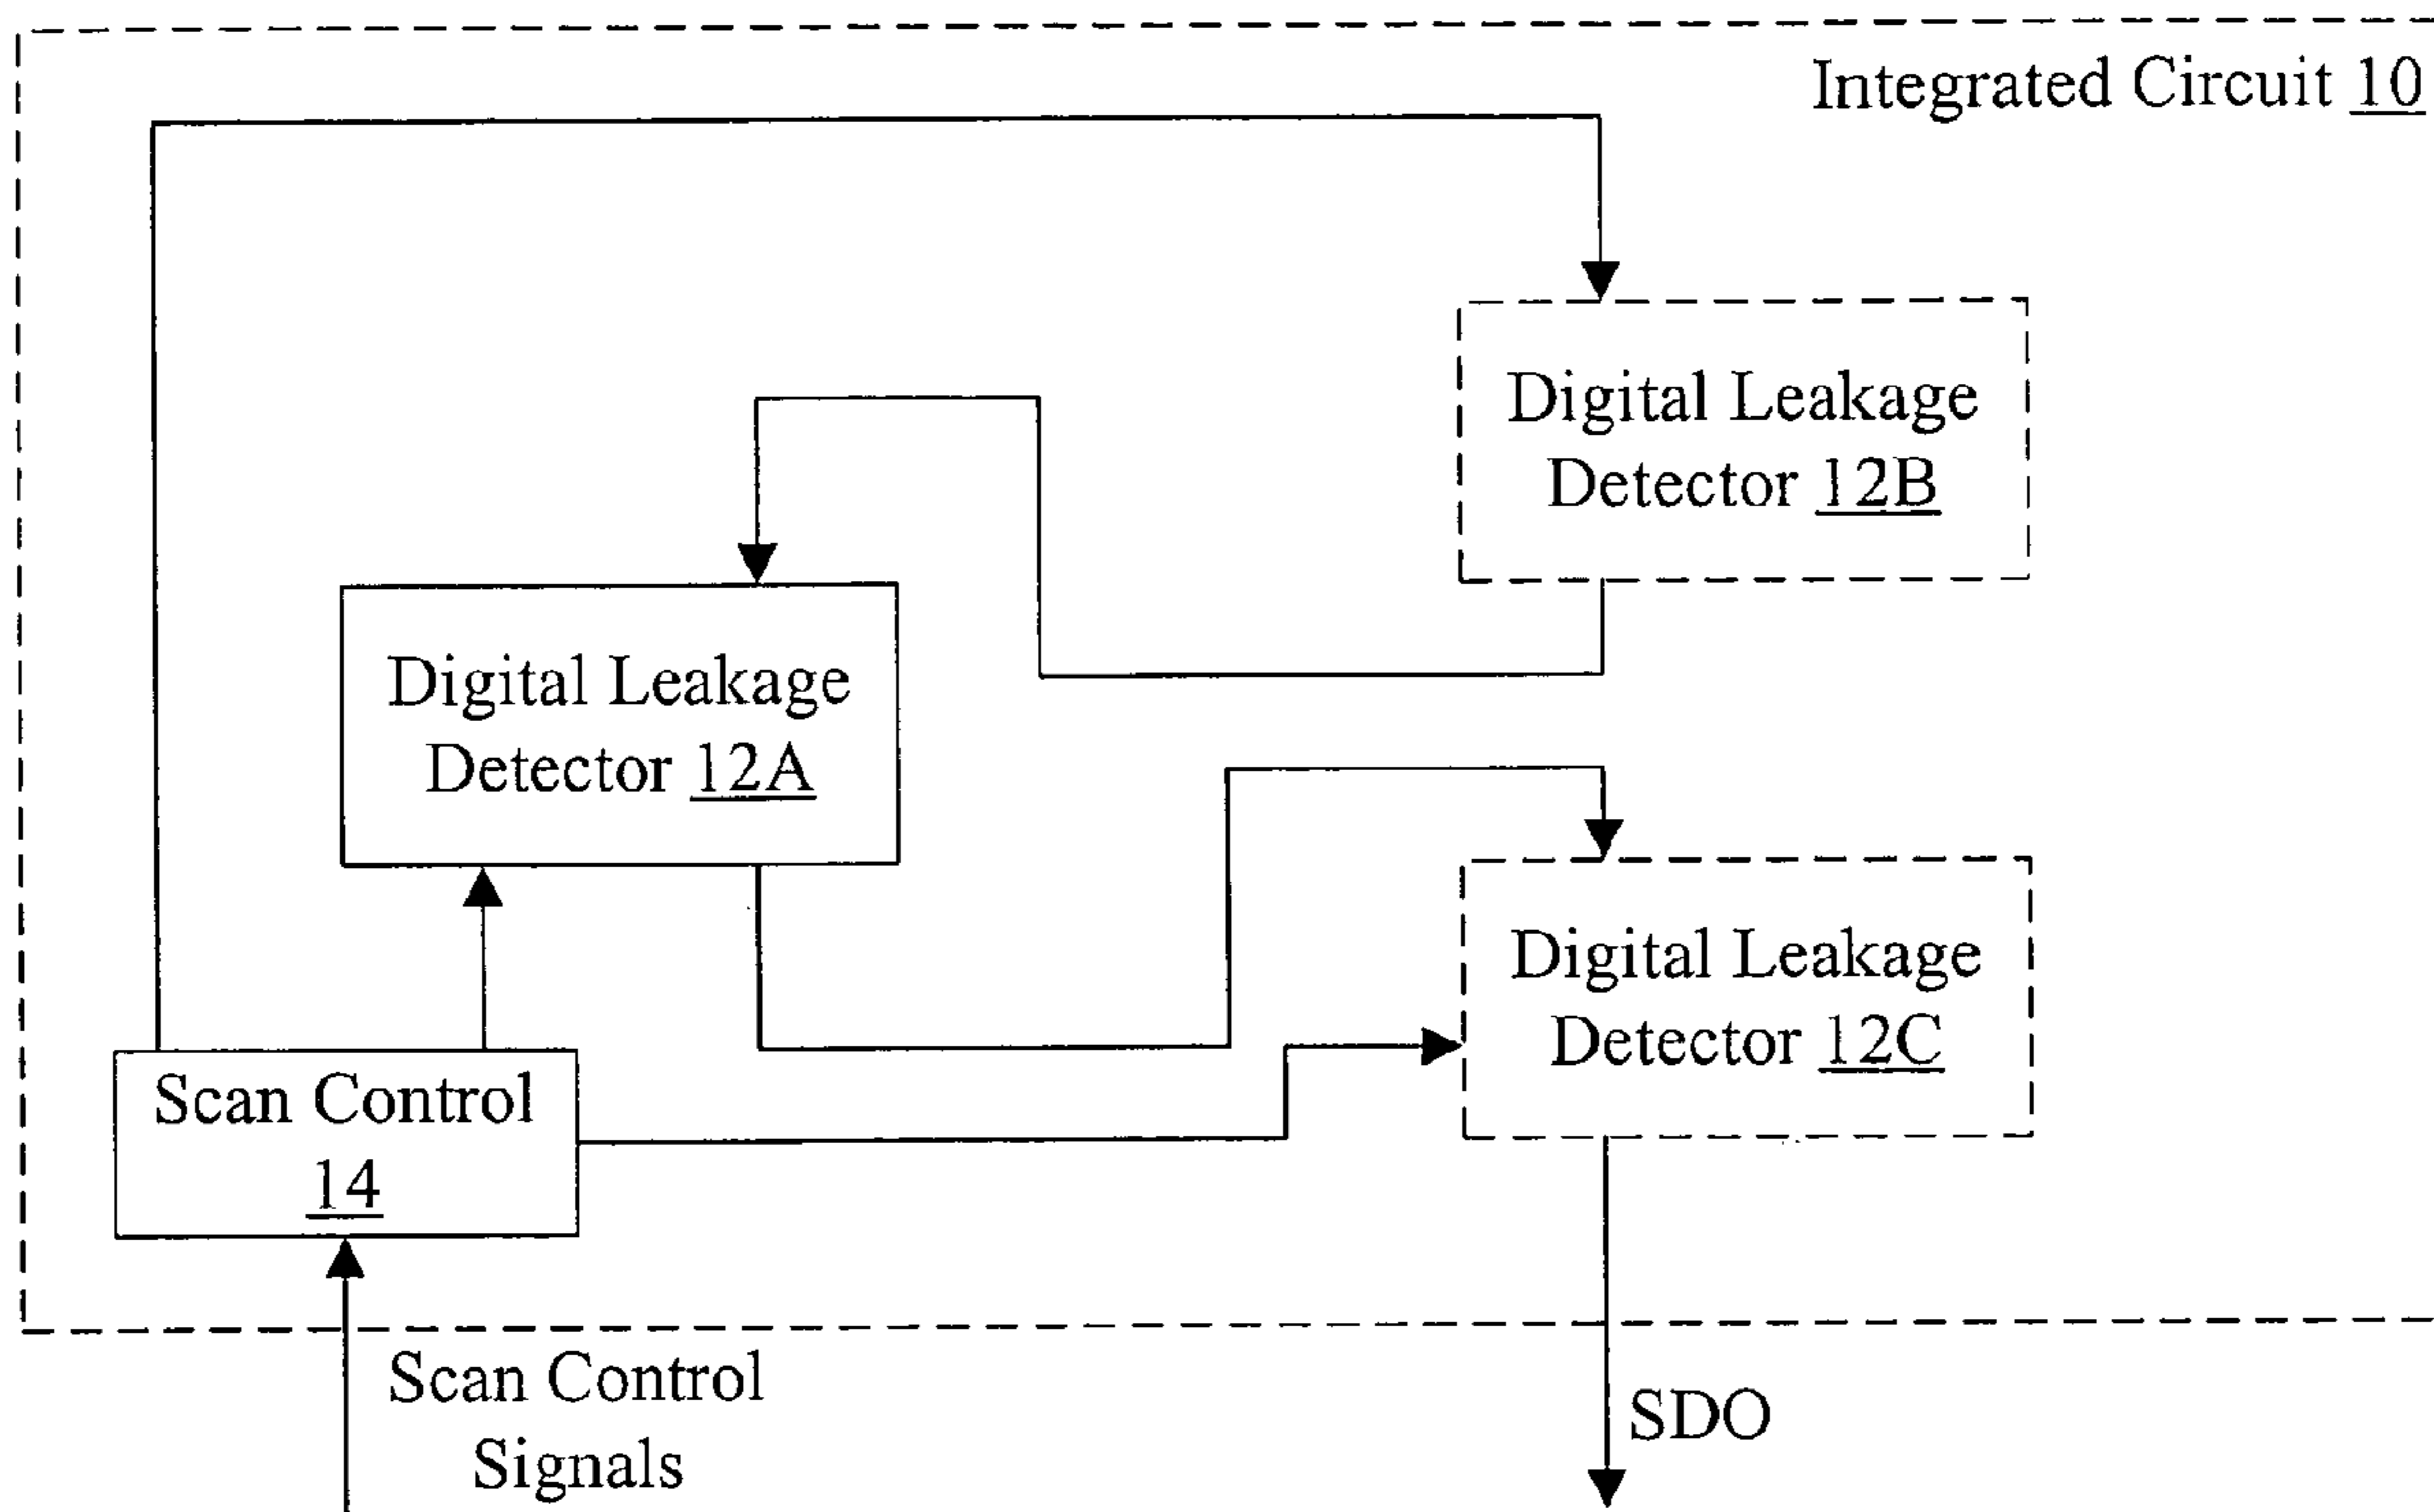 Integrated Circuit 10
Digital Leakage
Detector 12B
Digital Leakage
Detector 12A
Digital Leakage
Detector 12C
Scan Control
14
Scan Control
Signals
SDO